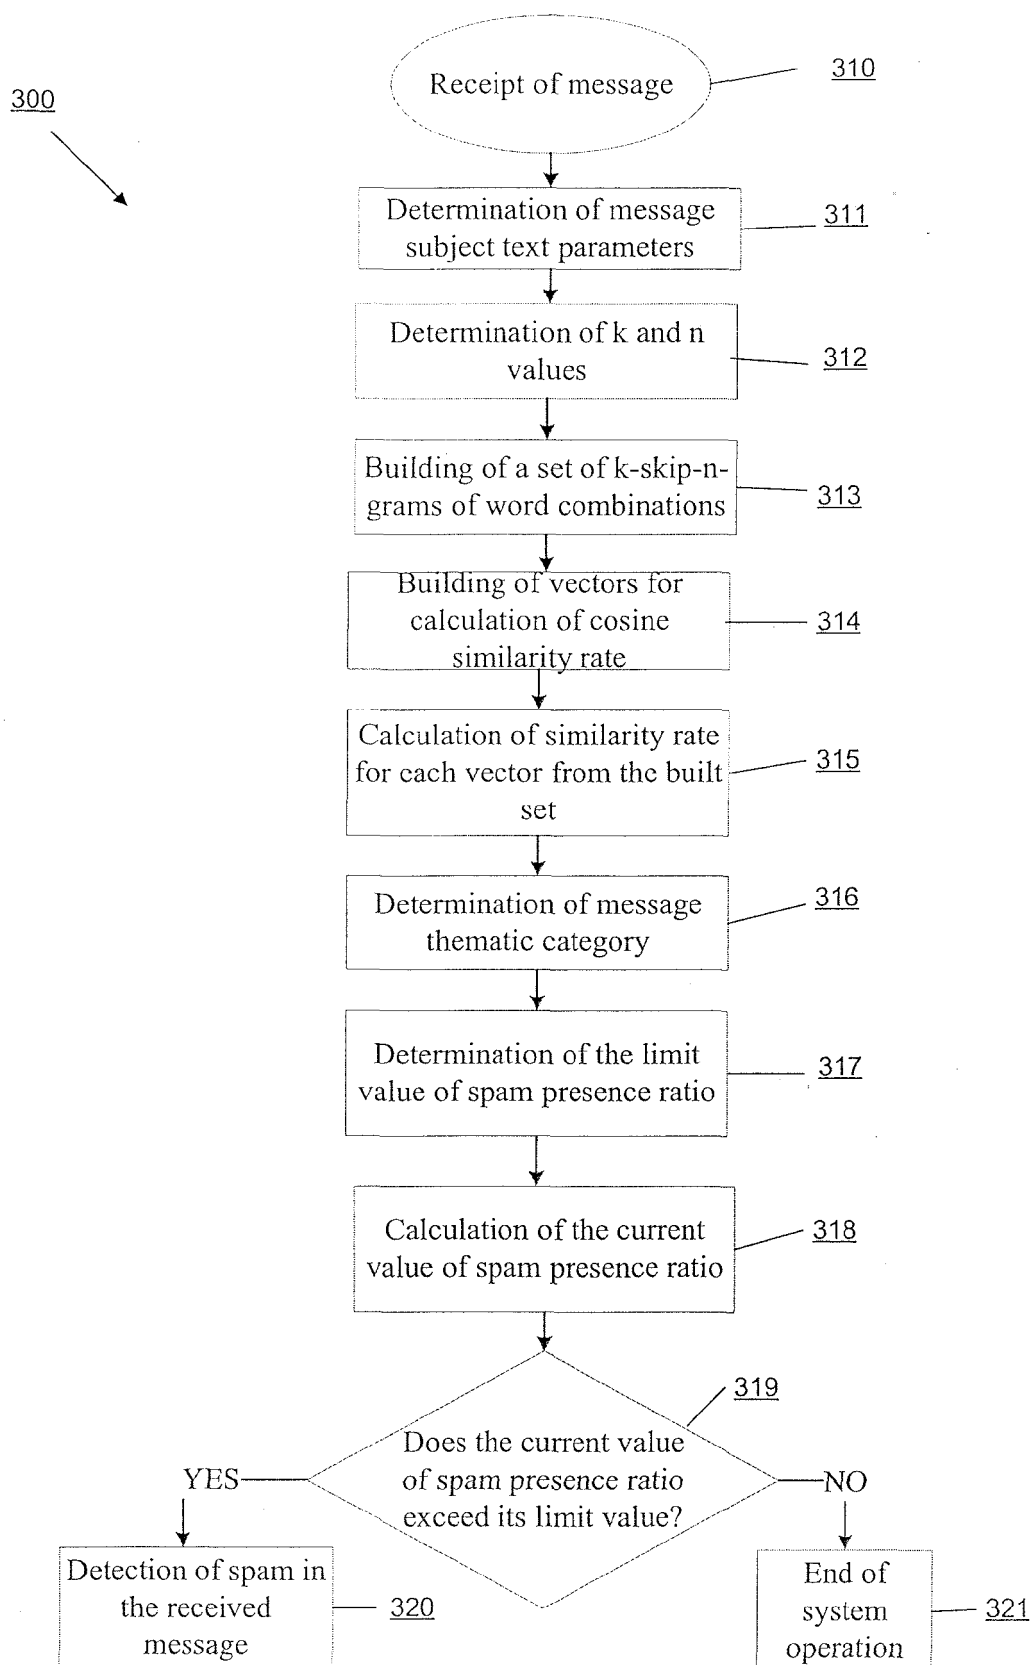 300
Receipt of message
310
Determination of message
subject text parameters
311
Determination of k and n
values
312
Building of a set of k-skip-n-
grams of word combinations
313
Building of vectors for
calculation of cosine
similarity rate
314
Calculation of similarity rate
for each vector from the built
set
315
Determination of message
thematic category
316
Determination of the limit
value of spam presence ratio
317
Calculation of the current
value of spam presence ratio
318
319
Does the current value
of spam presence ratio
exceed its limit value?
YES
NO
Detection of spam in
the received
message
320
End of
system
operation
321